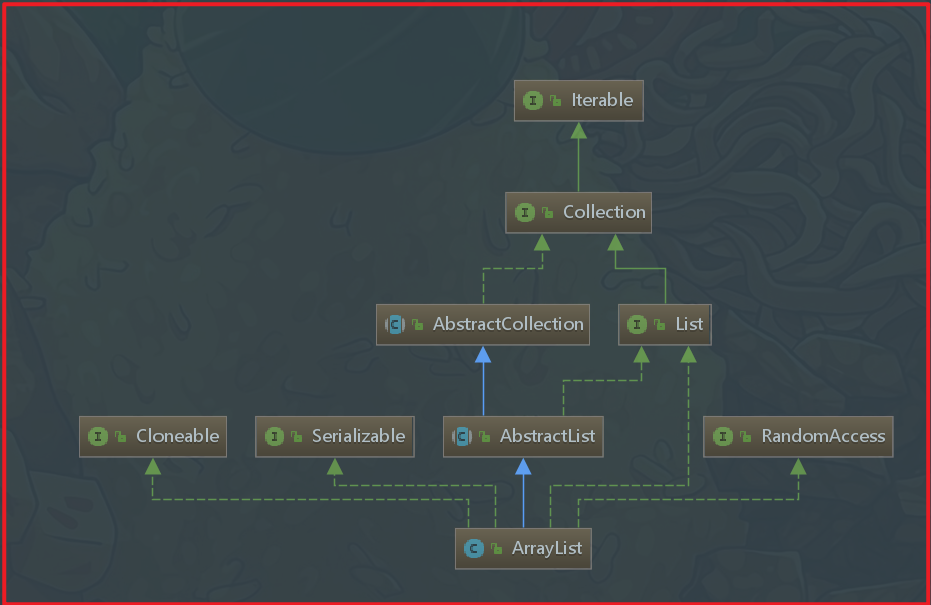 Iterable
Collection
AbstractCollection
List
Cloneable
Serializable
AbstractList
RandomAccess
ArrayList